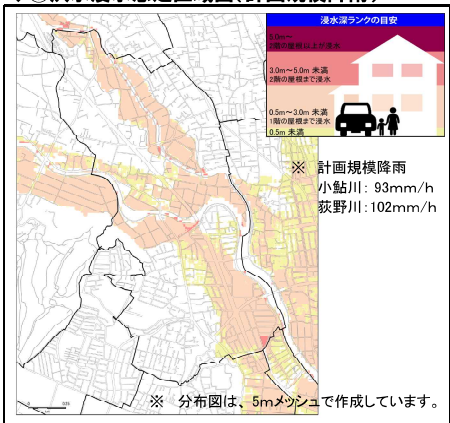 浸水深ランクの目安
5.0m~
2階の屋根以上が浸水
3.0m~5.0m 未満
2階の屋根まで浸水
0.5m~3.0m 未満
1階の屋根まで浸水
0.5m 未満
※ 計画規模降雨
小鮎川: 93mm/h
荻野川:102mm/h
※ 分布図は、5mメッシュで作成しています。